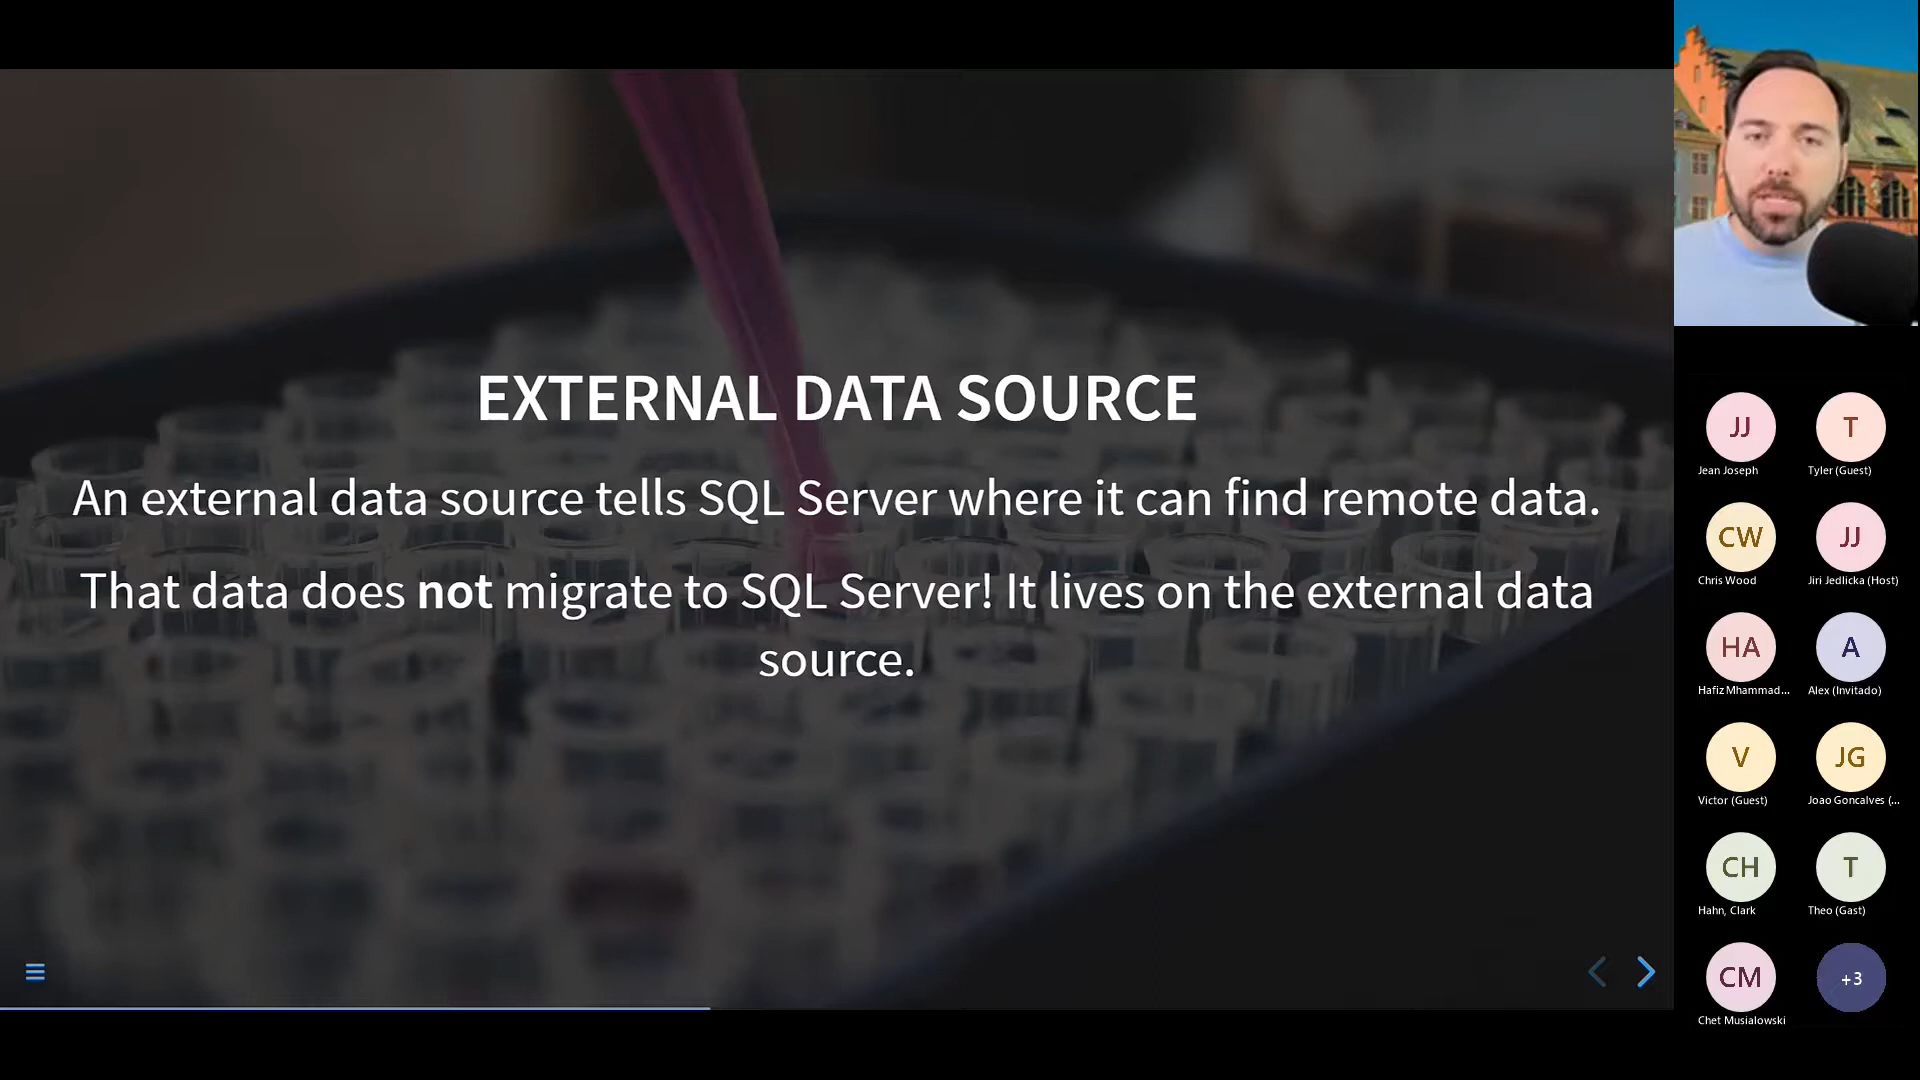 EXTERNAL DATA SOURCE
An external data source tells SQL Server where it can find remote data.
That data does not migrate to SQL Server! It lives on the external data
source.
JJ
Jean Joseph
T
Tyler (Guest)
CW
Chris Wood
JJ
Jiri Jedlicka (Host)
HA
Hafiz Mhammad...
A
Alex (Invitado)
V
Victor (Guest)
JG
Joao Goncalves (...
CH
Hahn, Clark
T
Theo (Gast)
CM
Chet Musialowski
+3